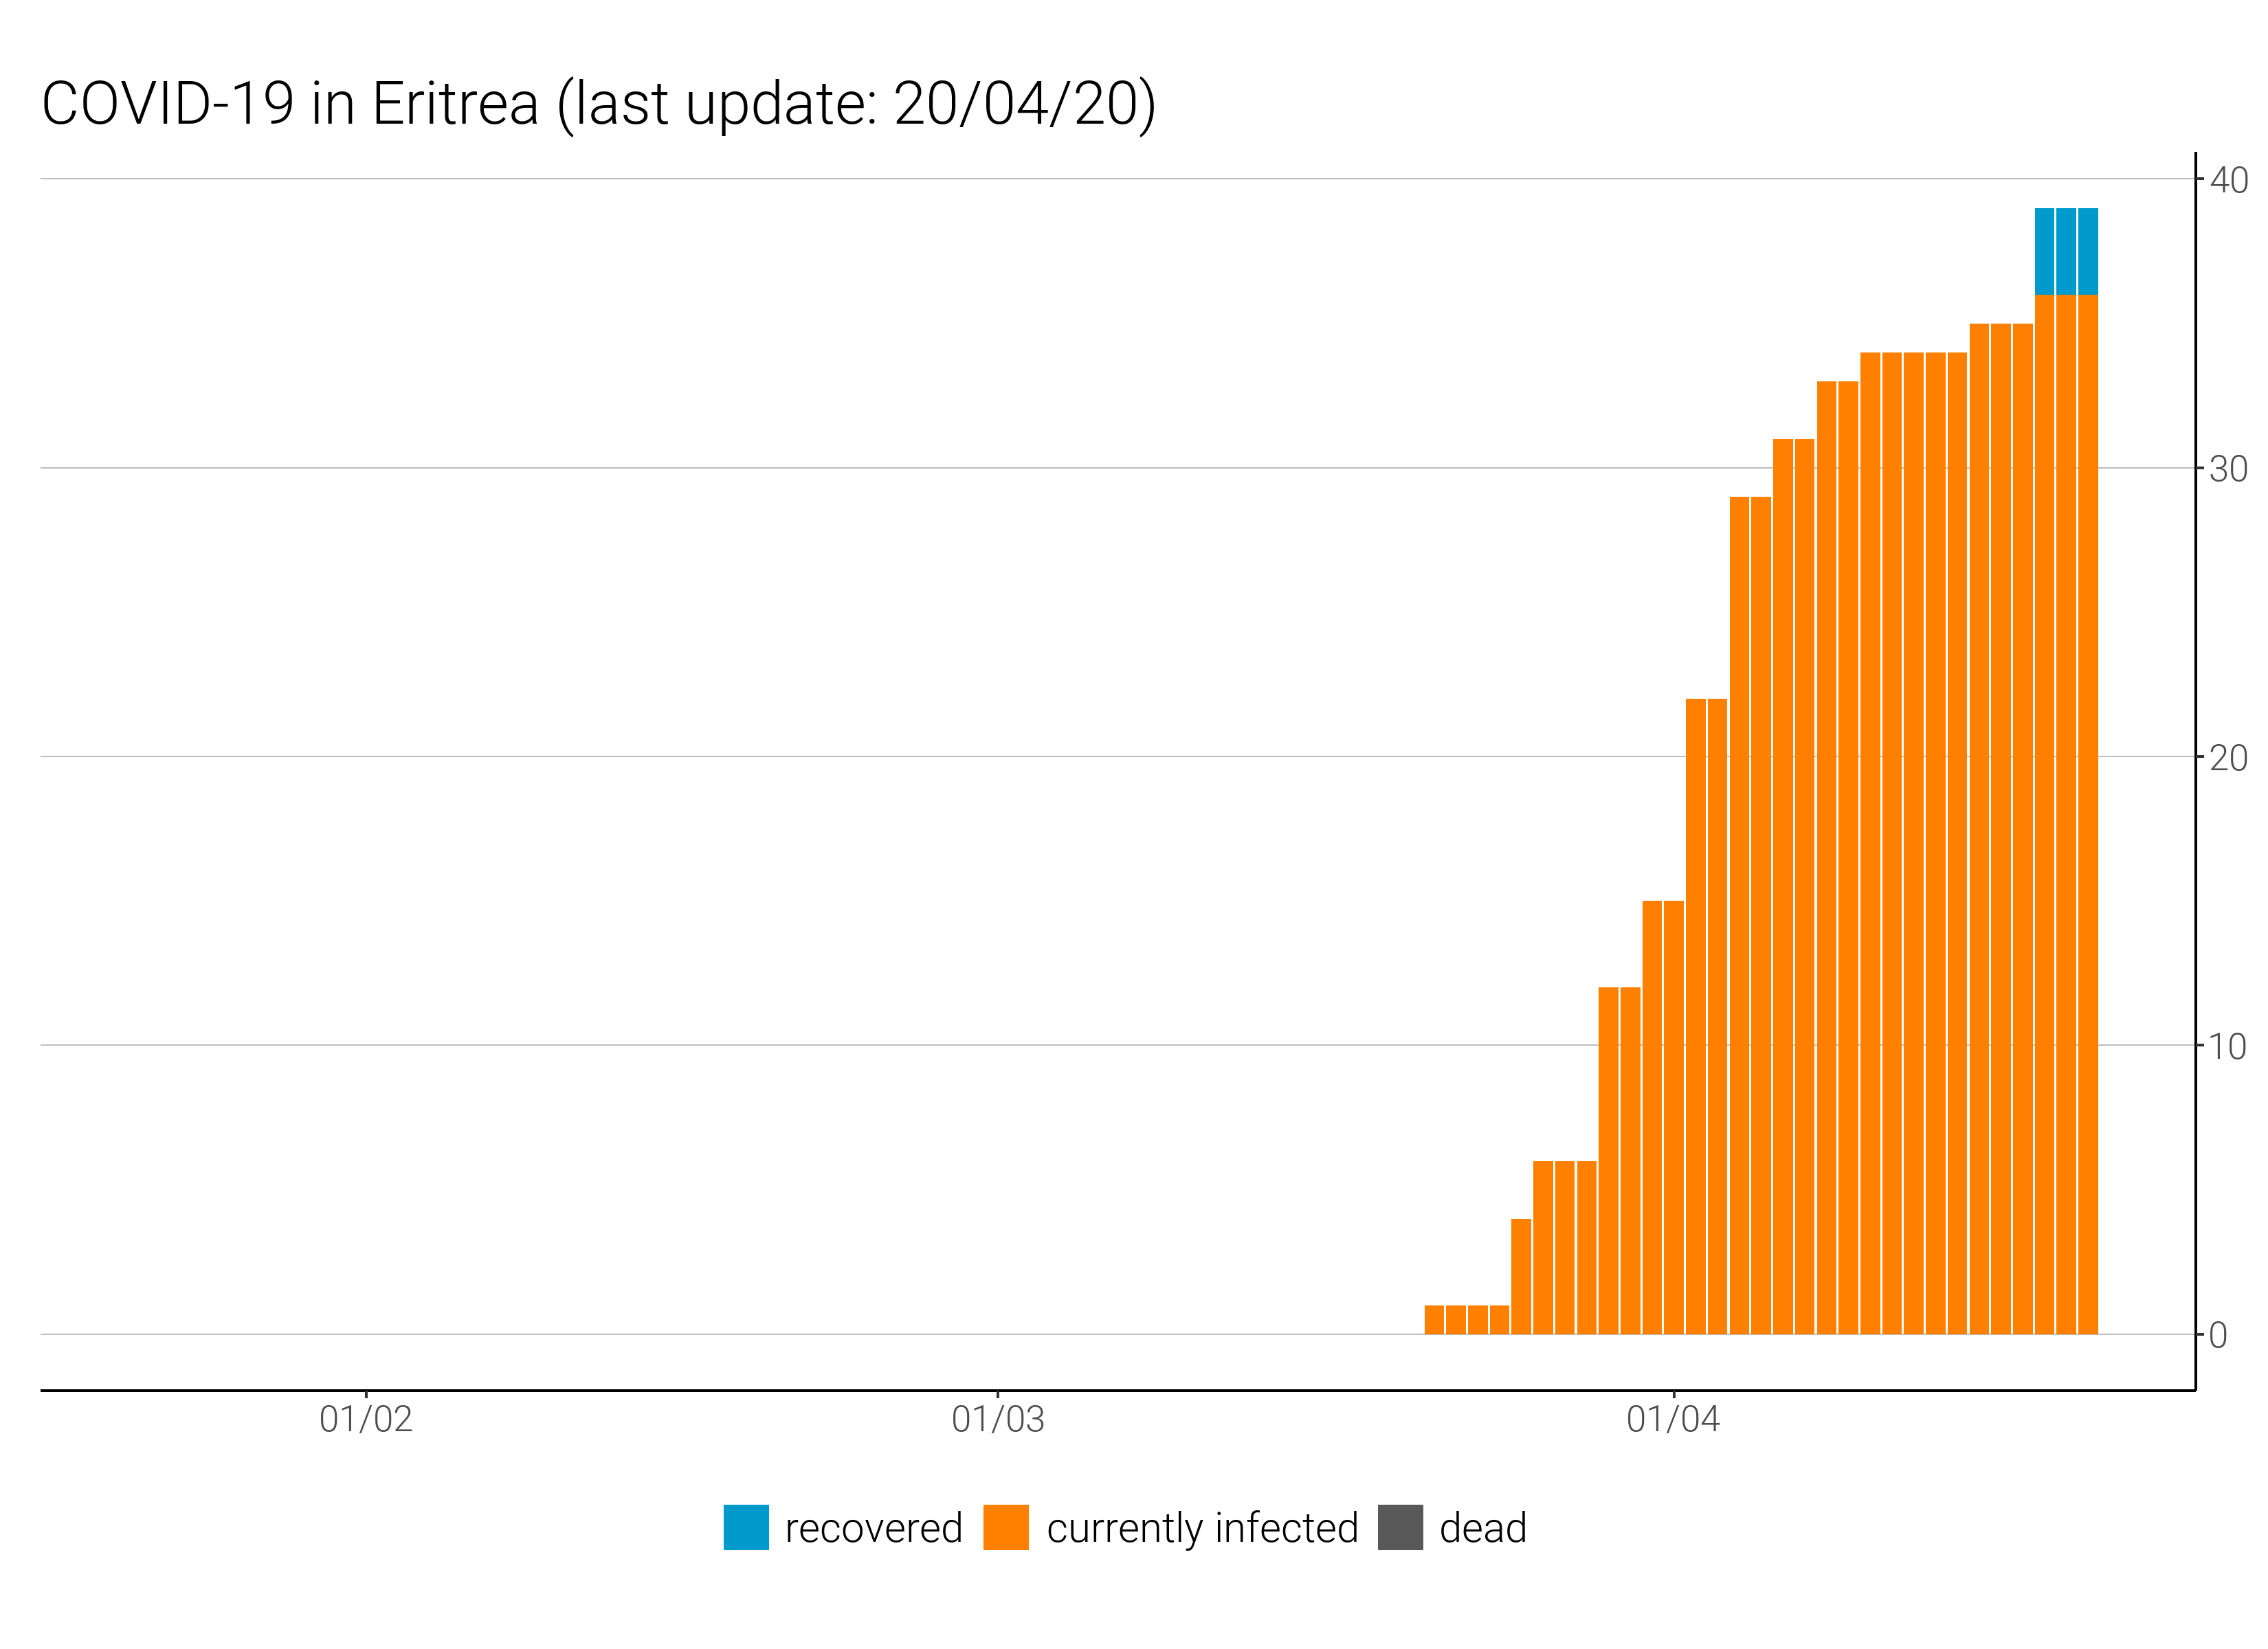 COVID-19 in Eritrea (last update: 20/04/20)
40
30
20
10
0
01/02 01/03 01/04
recovered currently infected dead